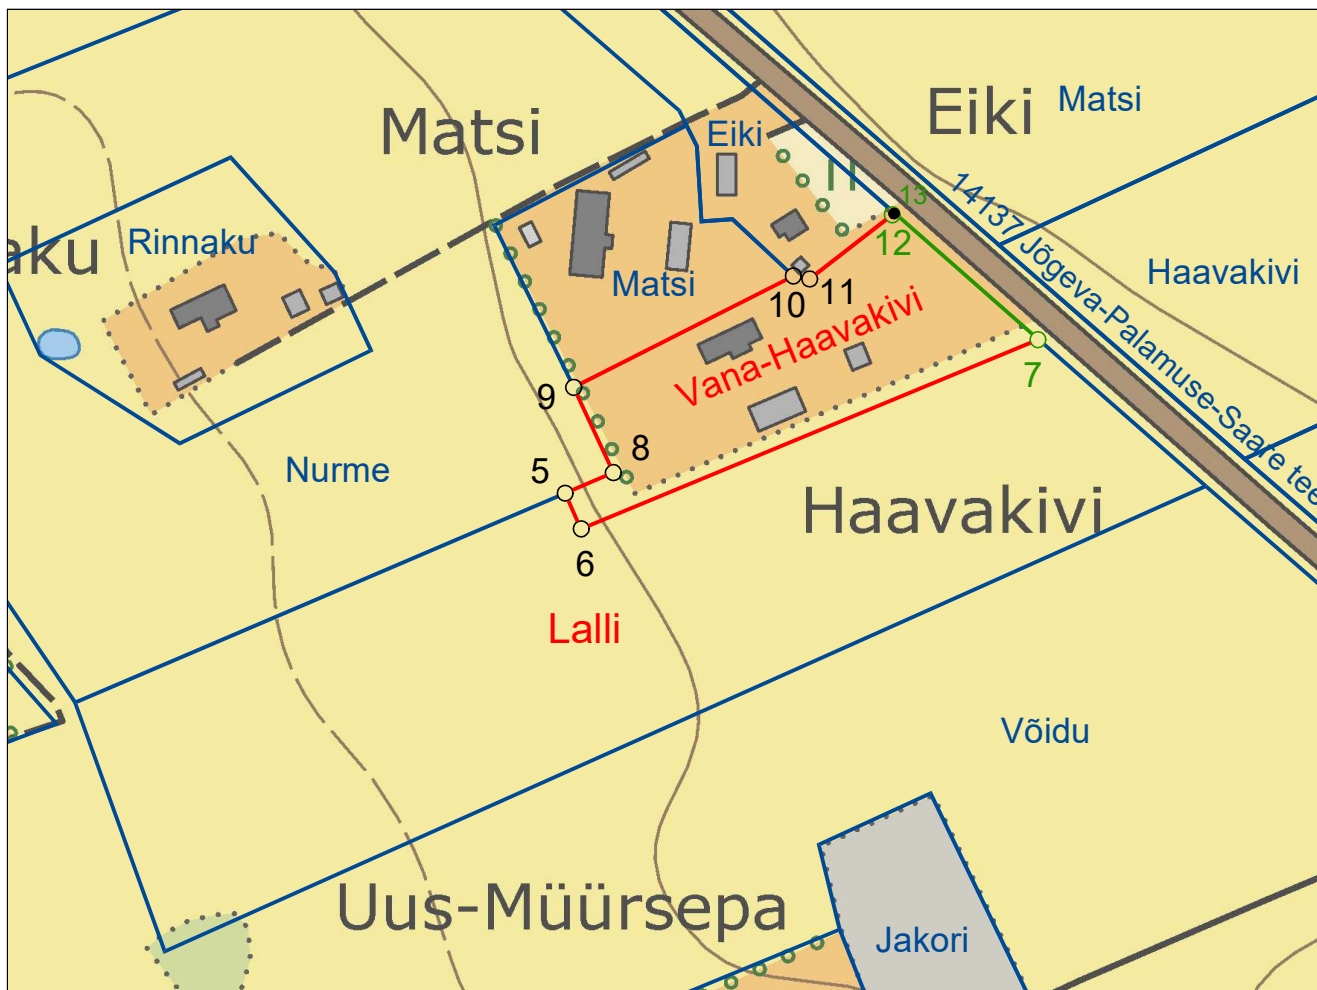 Eiki
Matsi
Matsi
Eiki
14137 Jõgeva-Palamuse-Saare tee
13
12
aku
Rinnaku
Matsi
10
11
Haavakivi
Vana-Haavakivi
7
9
8
5
Nurme
Haavakivi
6
Lalli
Võidu
Uus-Müürsepa
Jakori